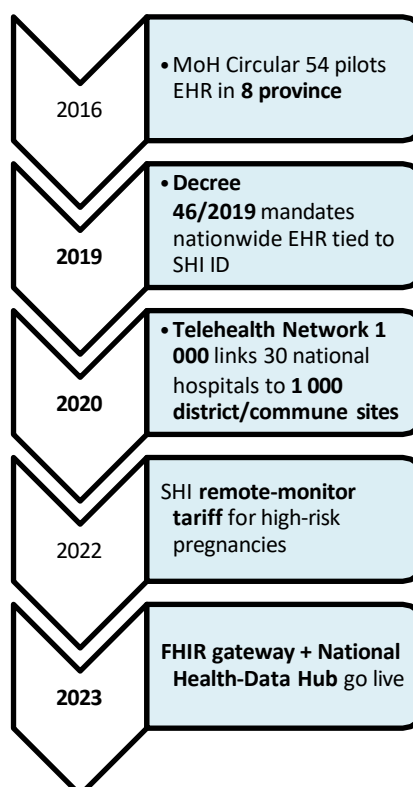 2016
• MoH Circular 54 pilots
EHR in 8 province
2019
• Decree
46/2019 mandates
nationwide EHR tied to
SHI ID
2020
• Telehealth Network 1
000 links 30 national
hospitals to 1 000
district/commune sites
2022
SHI remote-monitor
tariff for high-risk
pregnancies
2023
FHIR gateway + National
Health-Data Hub go live